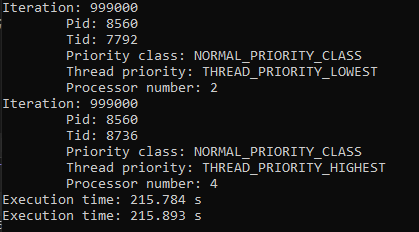 Iteration: 999000
Pid: 8560
Tid: 7792
Priority class: NORMAL_PRIORITY_CLASS
Thread priority: THREAD_PRIORITY_LOWEST
Processor number: 2
Iteration: 999000
Pid: 8560
Tid: 8736
Priority class: NORMAL_PRIORITY_CLASS
Thread priority: THREAD_PRIORITY_HIGHEST
Processor number: 4
Execution time: 215.784 s
Execution time: 215.893 s